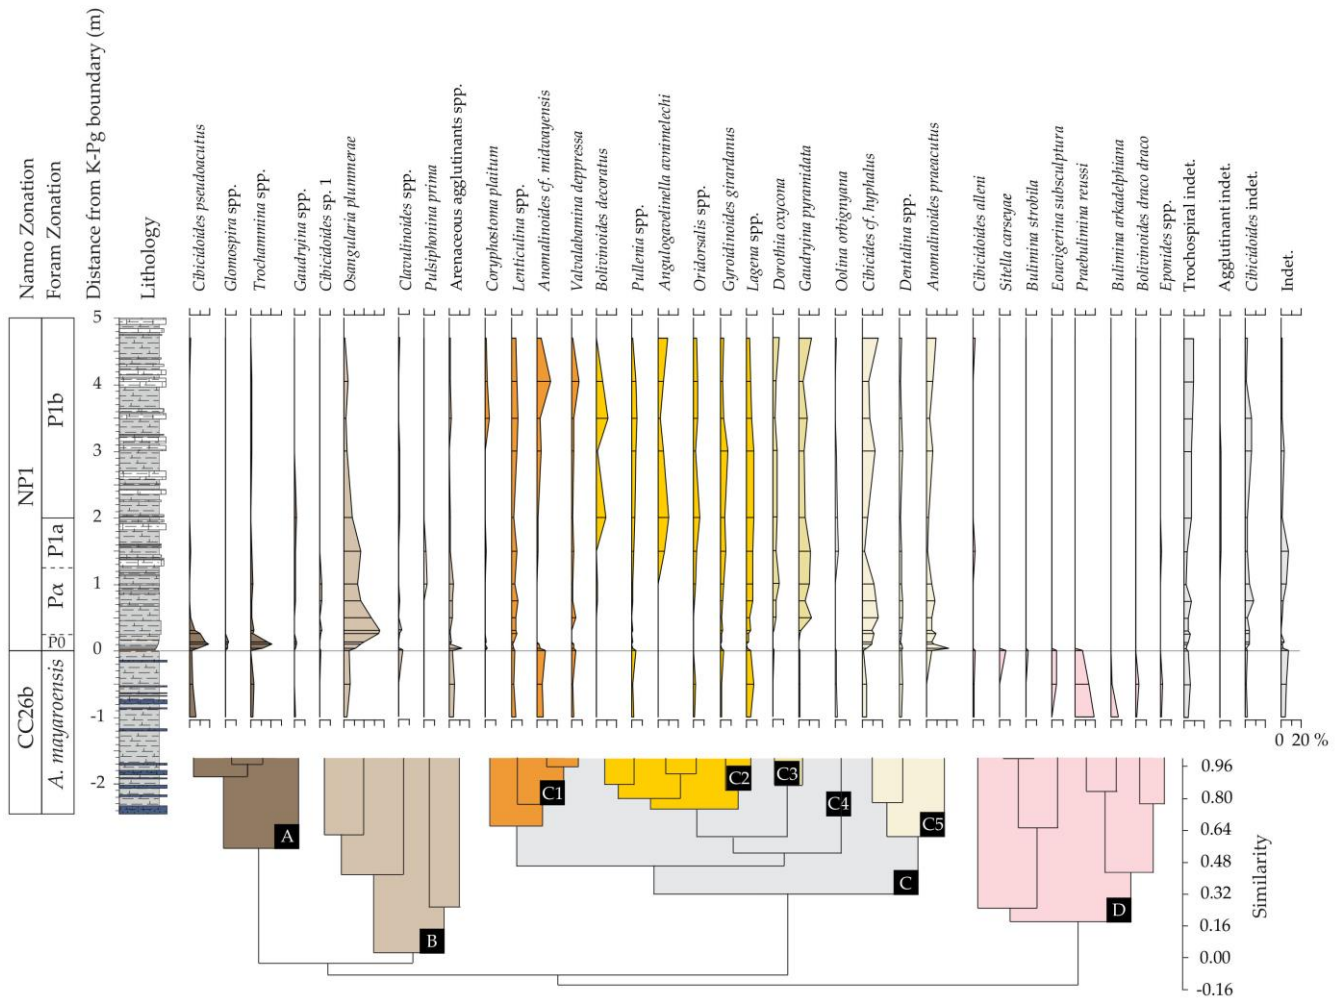 Nanno Zonation
Foram Zonation
Distance from K-Pg boundary (m)
Lithology
Cibicidoides pseudoacutus
Glomospira spp.
Trochammina spp.
Gaudryina spp.
Cibicidoides sp. 1
Osangularia plummerae
Clavulinoides spp.
Pulsiphonina prima
Arenaceous agglutinants spp.
Coryphostoma plaitum
Lenticulina spp.
Anomalinoides cf. midwayensis
Valvalabamina depressa
Bolivinoides decoratus
Pullenia spp.
Angulogavelinella avnimelechi
Oridorsalis spp.
Gyroidinoides girardanus
Lagena spp.
Dorothia oxycona
Gaudryina pyramidata
Oolina orbignyana
Cibicides cf. hyphalus
Dentalina spp.
Anomalinoides praeacutus
Cibicidoides alleni
Sitella carseyae
Bulimina strobila
Eouvigerina subsculptura
Praebulimina reussi
Bulimina arkadelphiana
Bolivinoides draco draco
Eponides spp.
Trochospiral indet.
Agglutinant indet.
Cibicidoides indet.
Indet.
NP1
CC26b
P1b
P1a
Pα
P0
A. mayaroensis
5
4
3
2
1
0
-1
-2
0 20 %
A
B
C1
C2
C3
C4
C5
C
D
0.96
0.80
0.64
0.48
0.32
0.16
0.00
-0.16
Similarity